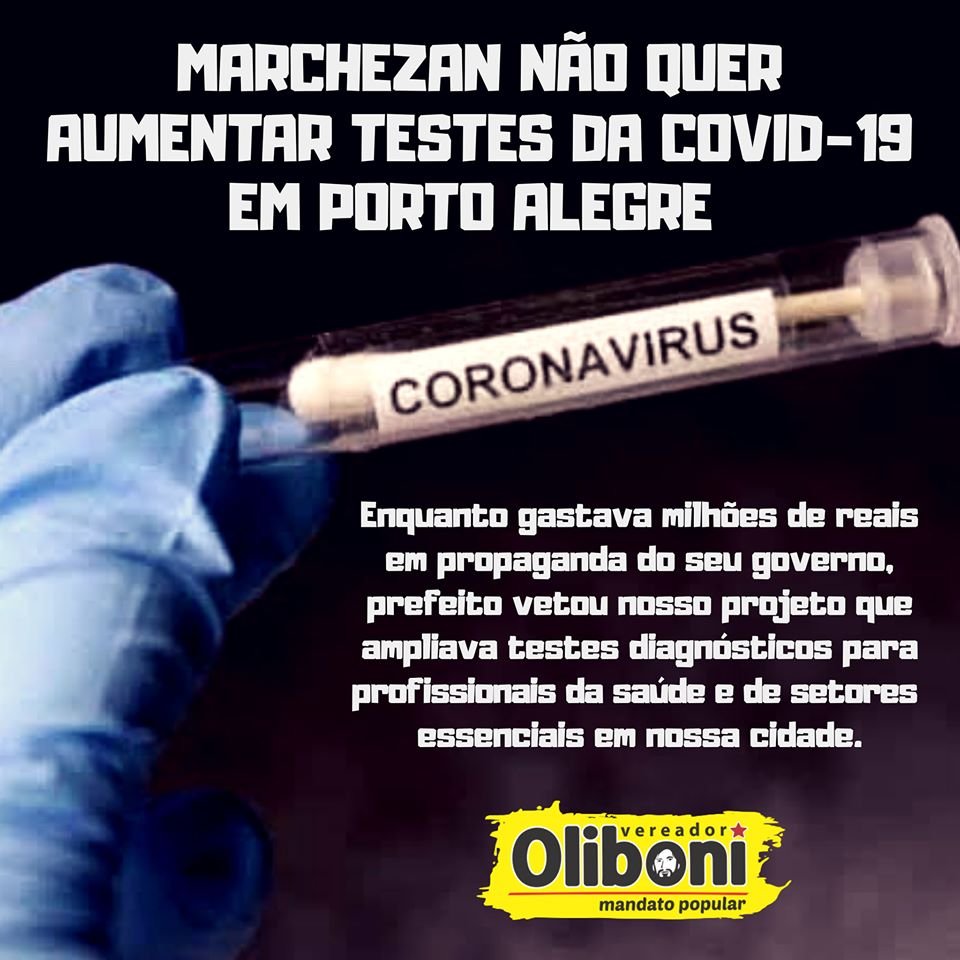 MARCHEZAN NÃO QUER
AUMENTAR TESTES DA COVID-19
EM PORTO ALEGRE
CORONAVIRUS
Enquanto gastava milhões de reais
em propaganda do seu governo,
prefeito vetou nosso projeto que
ampliava testes diagnósticos para
profissionais da saúde e de setores
essenciais em nossa cidade.
vereador
Oliboni
mandato popular